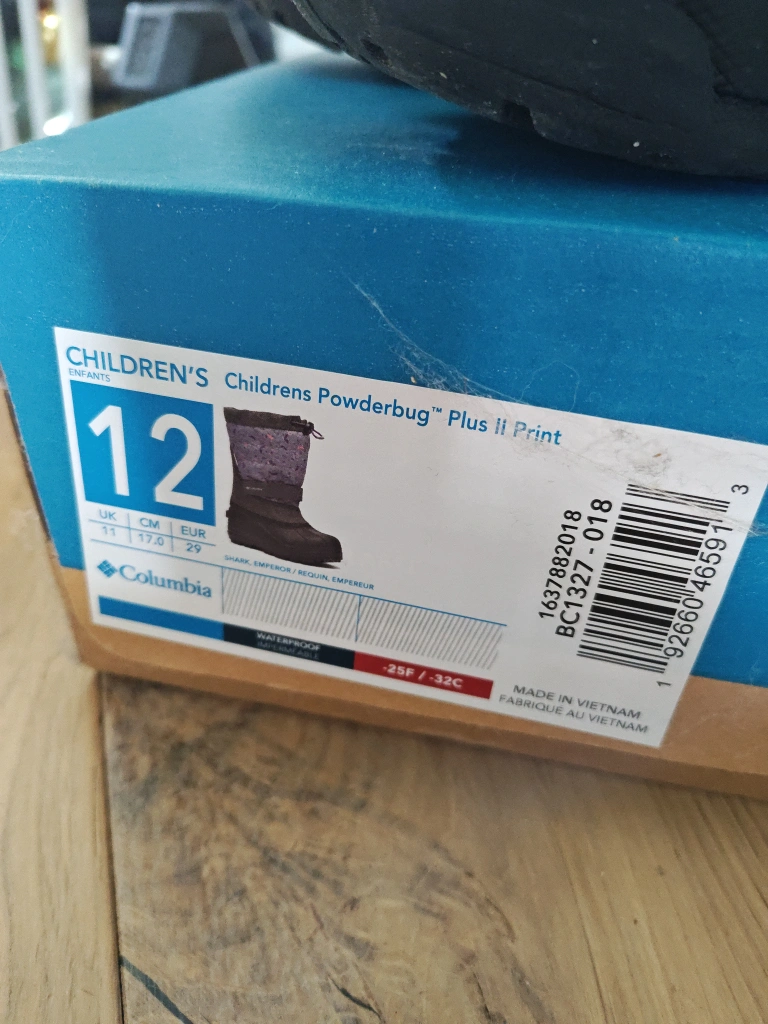 CHILDREN'S
ENFANTS
Childrens Powderbug™ Plus II Print
12
UK CM EUR
11 17.0 29
SHARK, EMPEROR / REQUIN, EMPEREUR
Columbia
WATERPROOF
IMPERMÉABLE
-25F / -32C
1637882018
BC1327 - 018
1 92660 46591 3
MADE IN VIETNAM
FABRIQUE AU VIETNAM